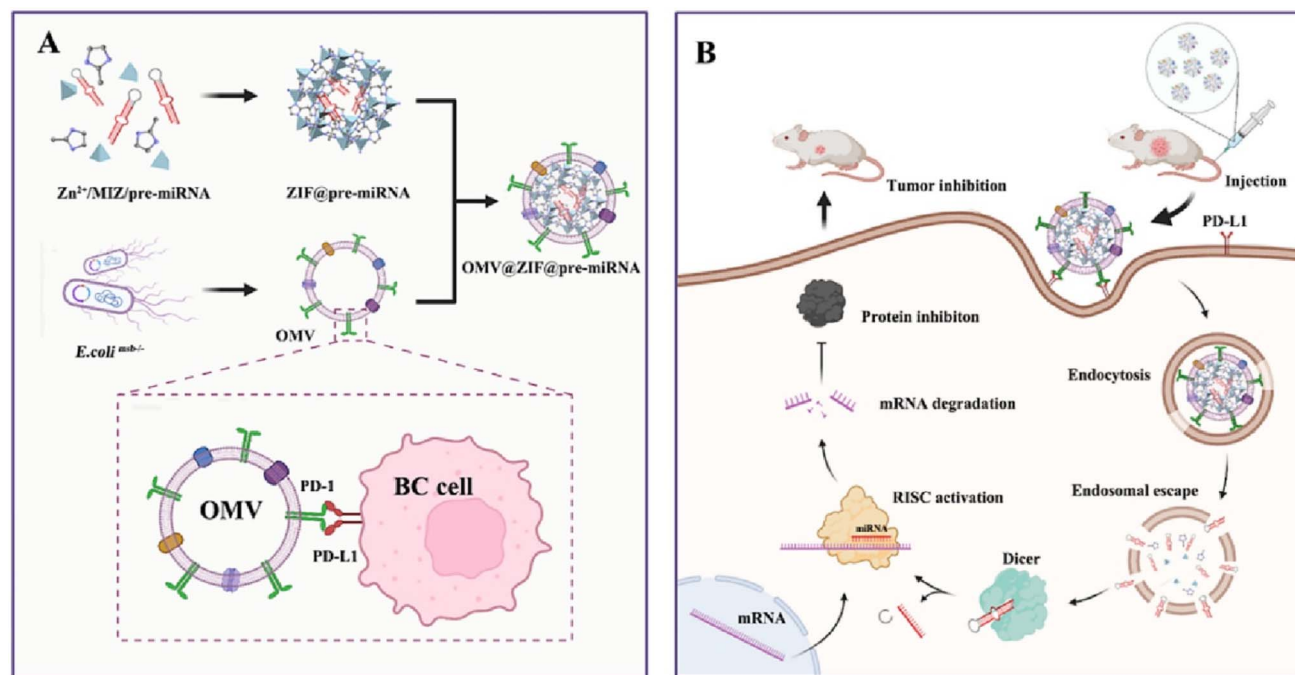 A
Zn²⁺/MIZ/pre-miRNA
ZIF@pre-miRNA
OMV@ZIF@pre-miRNA
E.coli msb-/-
OMV
OMV
PD-1
PD-L1
BC cell
B
Tumor inhibition
Injection
PD-L1
Protein inhibiton
Endocytosis
mRNA degradation
Endosomal escape
RISC activation
miRNA
Dicer
mRNA